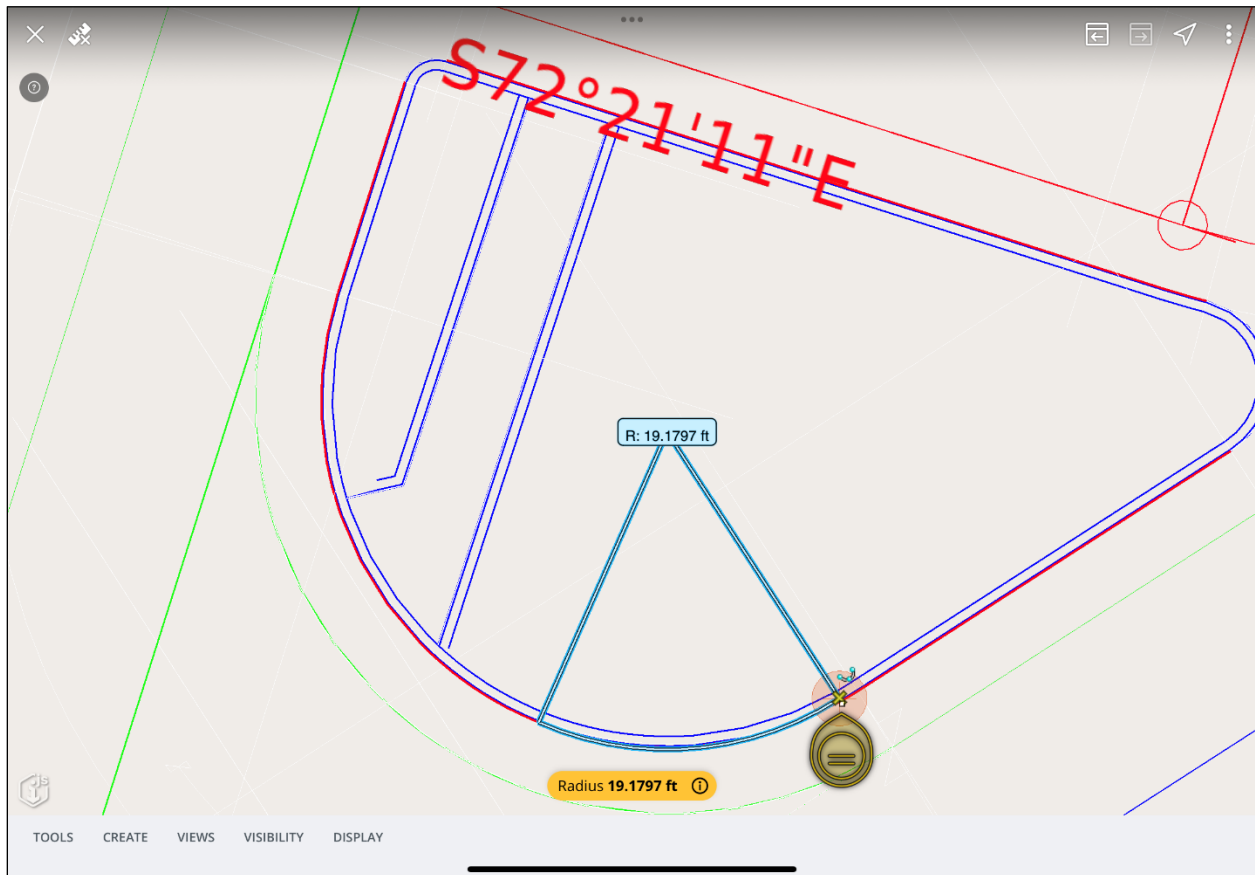 S72°21'11"E
R: 19.1797 ft
Radius 19.1797 ft
TOOLS CREATE VIEWS VISIBILITY DISPLAY